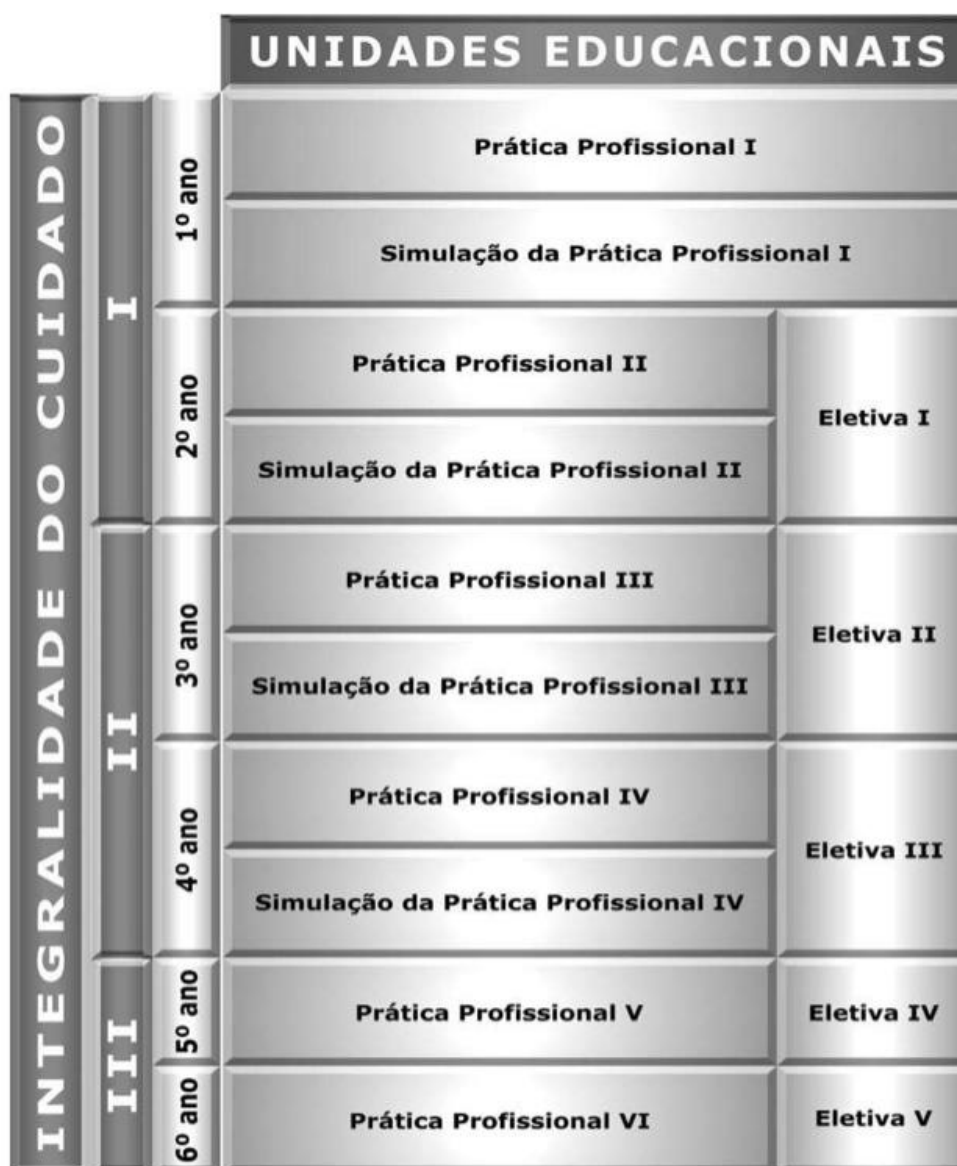 UNIDADES EDUCACIONAIS
INTEGRALIDADE DO CUIDADO
I
1º ano
Prática Profissional I
Simulação da Prática Profissional I
2º ano
Prática Profissional II
Simulação da Prática Profissional II
Eletiva I
II
3º ano
Prática Profissional III
Simulação da Prática Profissional III
Eletiva II
4º ano
Prática Profissional IV
Simulação da Prática Profissional IV
Eletiva III
III
5º ano
Prática Profissional V
Eletiva IV
6º ano
Prática Profissional VI
Eletiva V